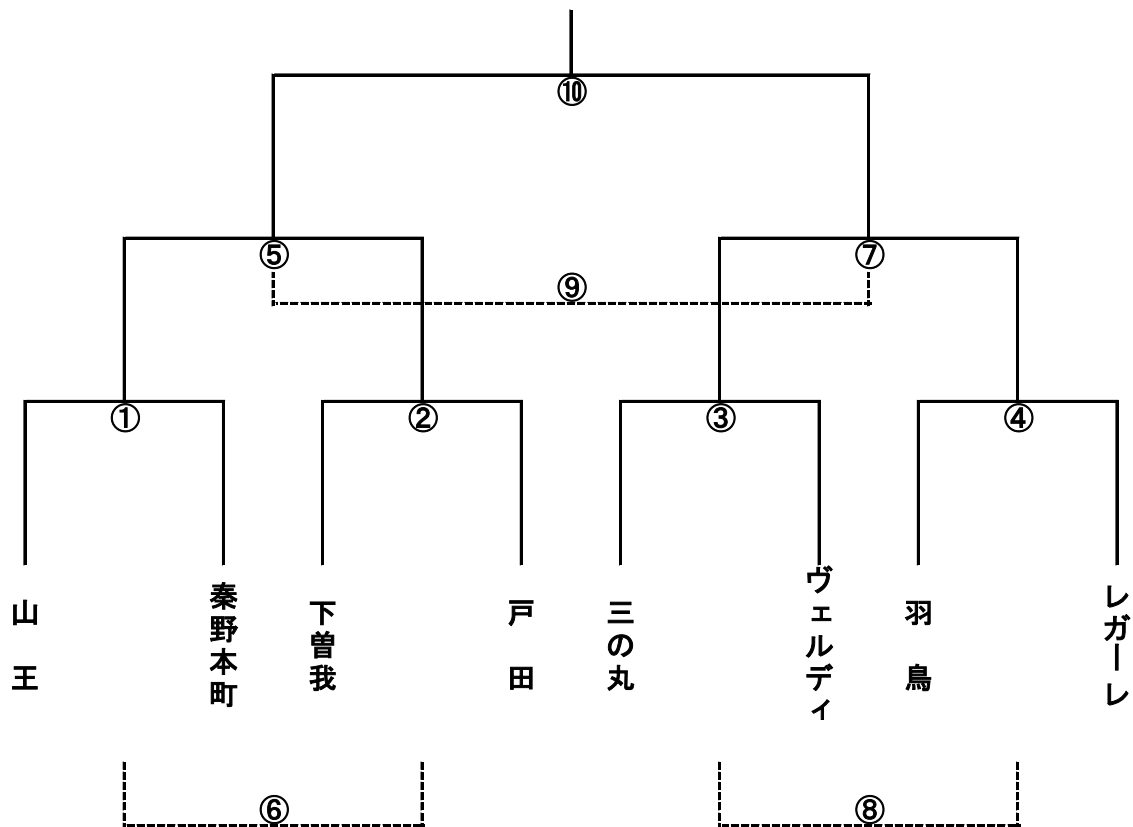 ⑩
⑤
⑦
⑨
①
②
③
④
山王
秦野本町
下曽我
戸田
三の丸
ヴェルディ
羽鳥
レガーレ
⑥
⑧